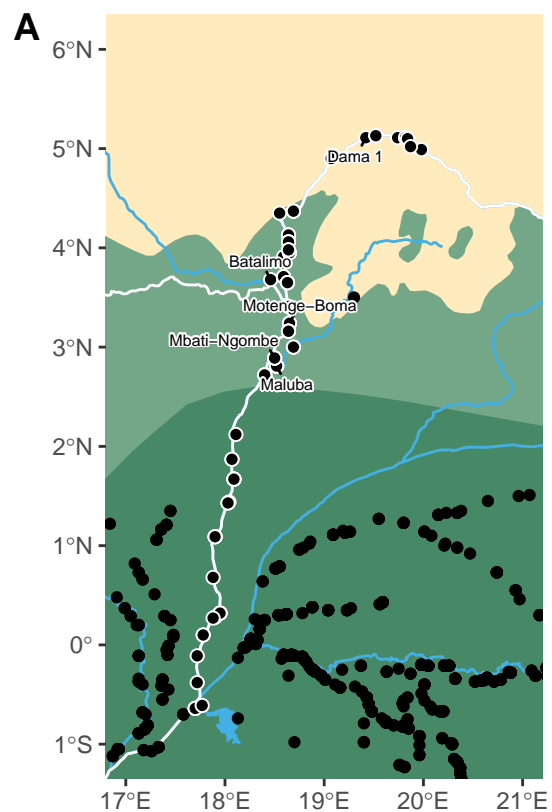 A
6°N
5°N
Dama 1
4°N
Batalimo
Motenge–Boma
Mbati–Ngombe
3°N
Maluba
2°N
1°N
0°
1°S
17°E 18°E 19°E 20°E 21°E